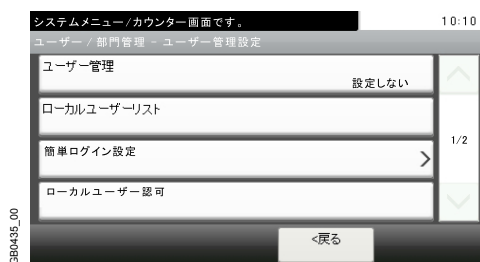 システムメニュー/カウンター画面です。
10:10
ユーザー / 部門管理 - ユーザー管理設定
ユーザー管理
設定しない
ローカルユーザーリスト
1/2
簡単ログイン設定
ローカルユーザー認可
<戻る
GB0435_00